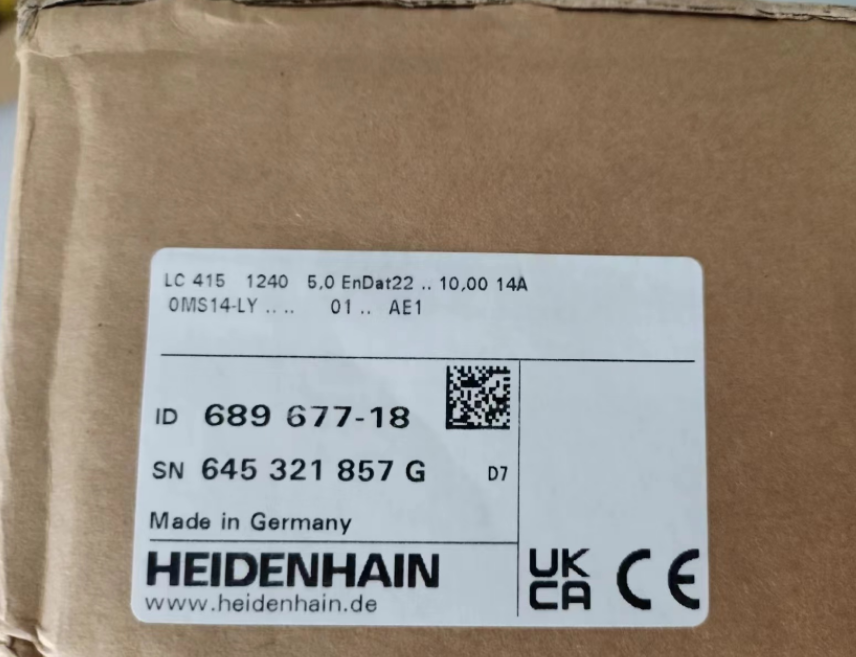 LC 415 1240 5,0 EnDat22 .. 10,00 14A
0MS14-LY .. .. 01 .. AE1
ID 689 677-18
SN 645 321 857 G D7
Made in Germany
HEIDENHAIN
www.heidenhain.de
UK
CA CE